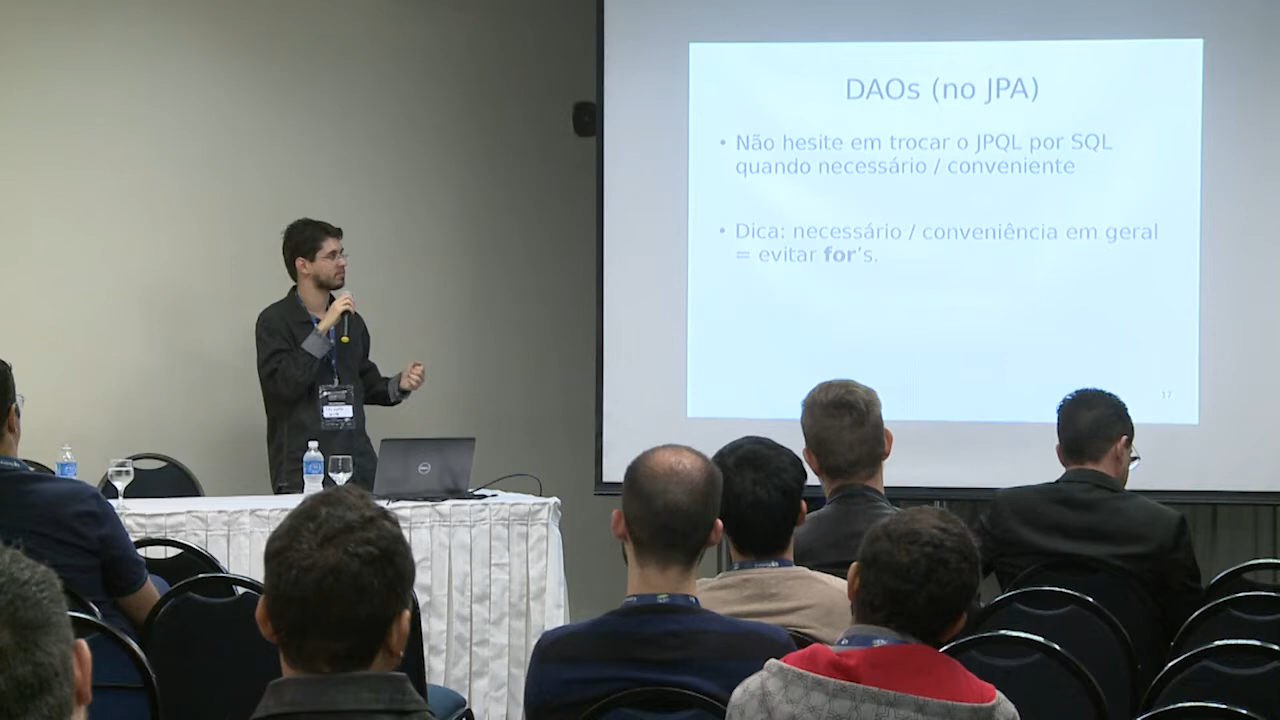 DAOs (no JPA)
• Não hesite em trocar o JPQL por SQL
quando necessário / conveniente
• Dica: necessário / conveniência em geral
= evitar for's.
17
DELL